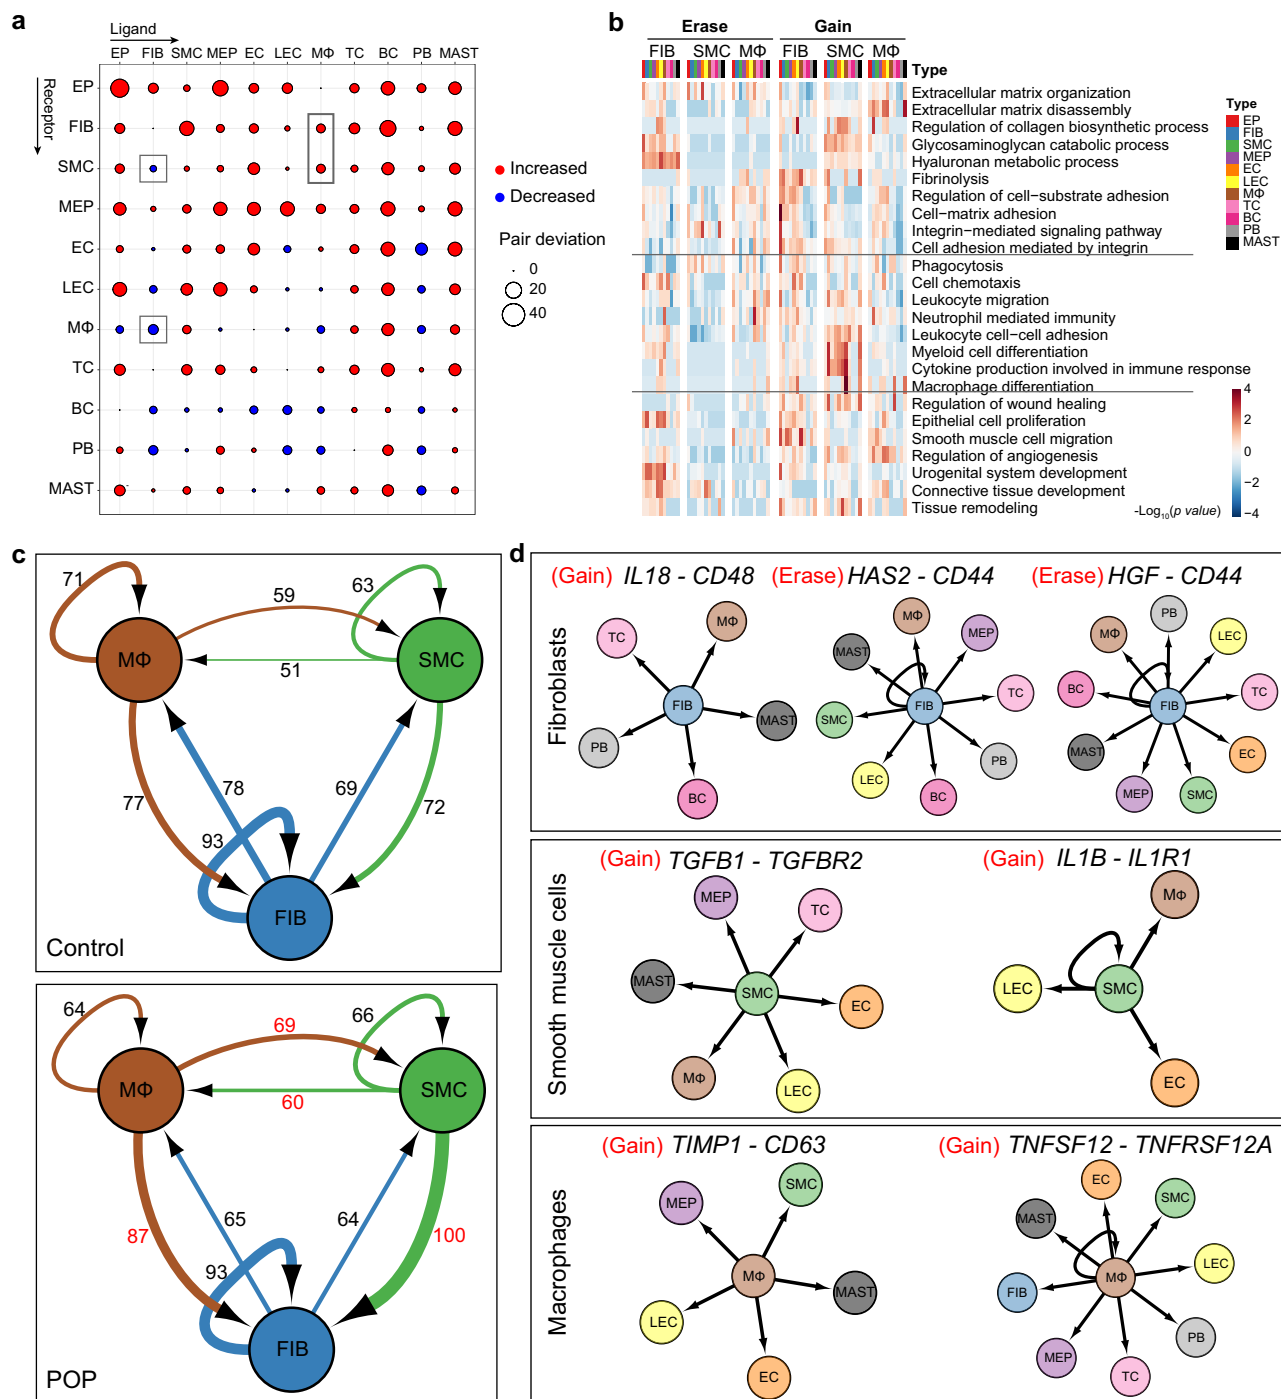 a
Ligand
EP FIB SMC MEP EC LEC MΦ TC BC PB MAST
Receptor
EP
FIB
SMC
MEP
EC
LEC
MΦ
TC
BC
PB
MAST
Increased
Decreased
Pair deviation
0
20
40
b
Erase Gain
FIB SMC MΦ FIB SMC MΦ
Type
Extracellular matrix organization
Extracellular matrix disassembly
Regulation of collagen biosynthetic process
Glycosaminoglycan catabolic process
Hyaluronan metabolic process
Fibrinolysis
Regulation of cell−substrate adhesion
Cell−matrix adhesion
Integrin−mediated signaling pathway
Cell adhesion mediated by integrin
Phagocytosis
Cell chemotaxis
Leukocyte migration
Neutrophil mediated immunity
Leukocyte cell−cell adhesion
Myeloid cell differentiation
Cytokine production involved in immune response
Macrophage differentiation
Regulation of wound healing
Epithelial cell proliferation
Smooth muscle cell migration
Regulation of angiogenesis
Urogenital system development
Connective tissue development
Tissue remodeling
Type
EP
FIB
SMC
MEP
EC
LEC
MΦ
TC
BC
PB
MAST
4
2
0
−2
−4
-Log10(p value)
c
71
59
63
MΦ
SMC
51
78
69
77
72
93
FIB
Control
64
69
66
MΦ
SMC
60
65
64
87
100
93
FIB
POP
d
Fibroblasts
(Gain) IL18 - CD48
TC
MΦ
FIB
MAST
PB
BC
(Erase) HAS2 - CD44
MΦ
MEP
MAST
TC
FIB
SMC
PB
LEC
BC
(Erase) HGF - CD44
PB
MΦ
LEC
BC
TC
FIB
MAST
EC
MEP
SMC
Smooth muscle cells
(Gain) TGFB1 - TGFBR2
MEP
TC
MAST
SMC
EC
MΦ
LEC
(Gain) IL1B - IL1R1
MΦ
LEC
SMC
EC
Macrophages
(Gain) TIMP1 - CD63
SMC
MEP
MΦ
MAST
LEC
EC
(Gain) TNFSF12 - TNFRSF12A
EC
SMC
MAST
LEC
MΦ
FIB
PB
MEP
TC